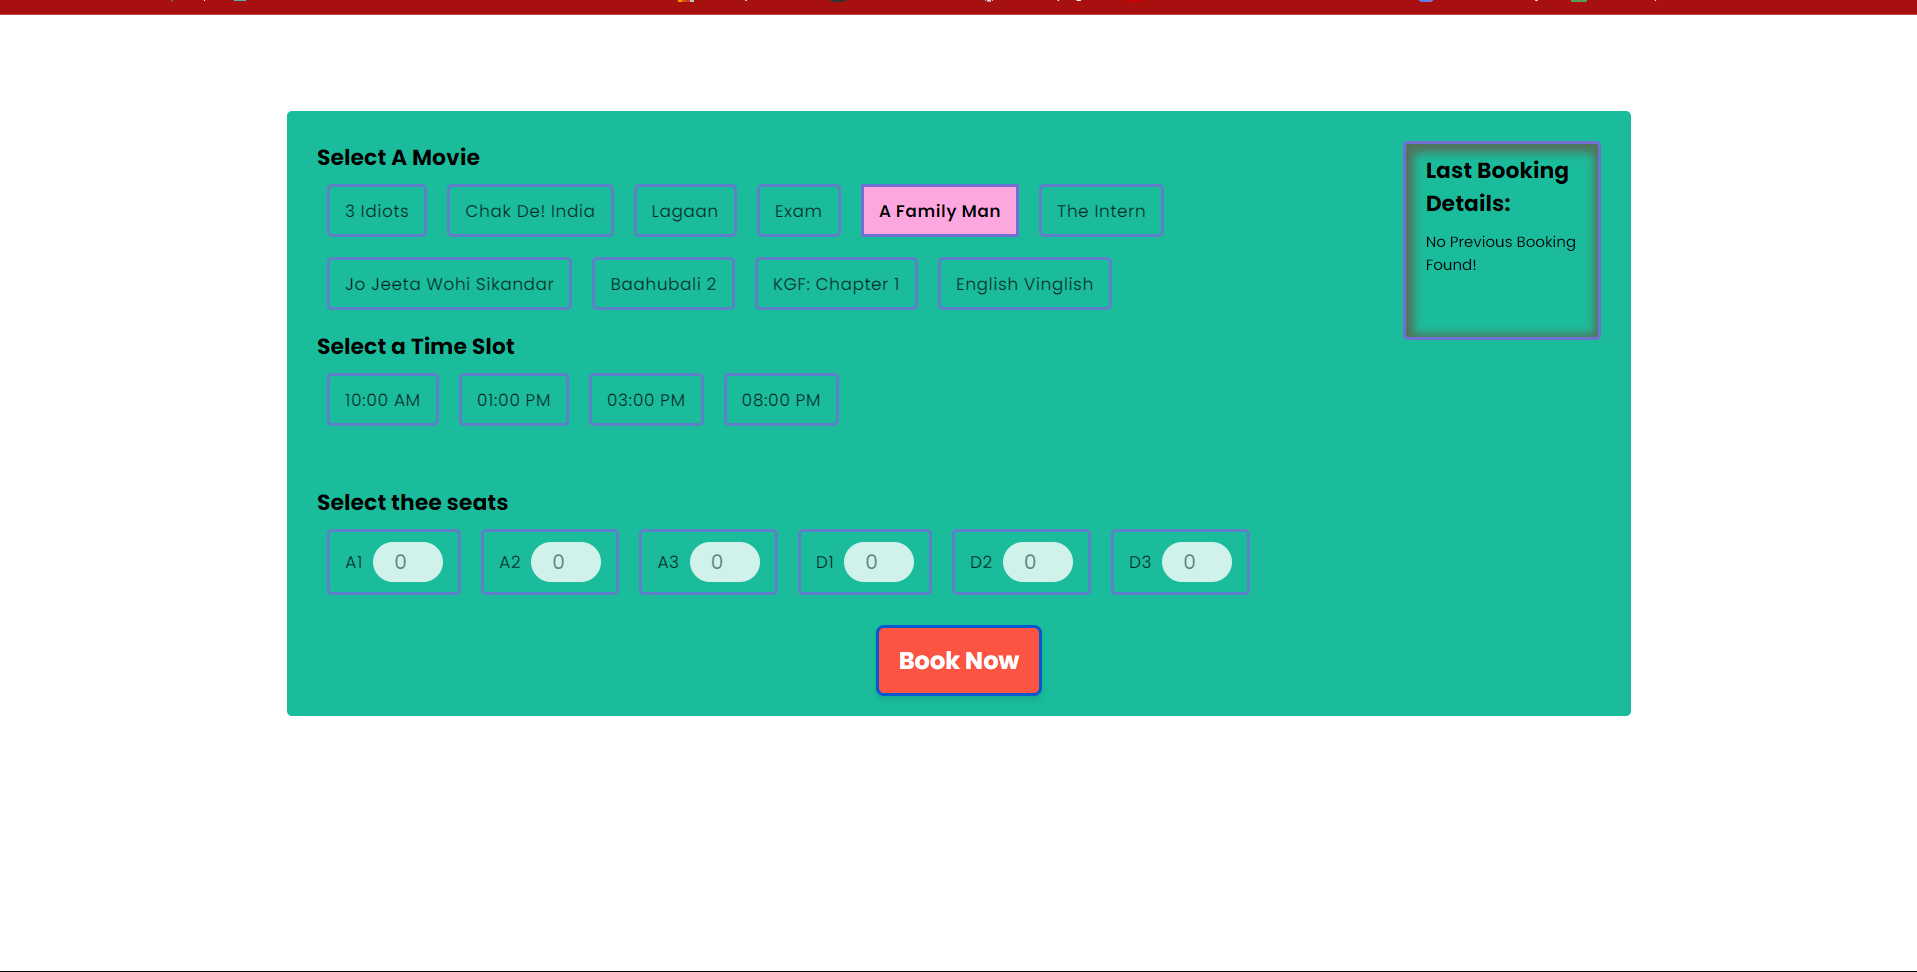 Select A Movie
3 Idiots
Chak De! India
Lagaan
Exam
A Family Man
The Intern
Jo Jeeta Wohi Sikandar
Baahubali 2
KGF: Chapter 1
English Vinglish
Select a Time Slot
10:00 AM
01:00 PM
03:00 PM
08:00 PM
Select thee seats
A1 0
A2 0
A3 0
D1 0
D2 0
D3 0
Book Now
Last Booking
Details:
No Previous Booking
Found!